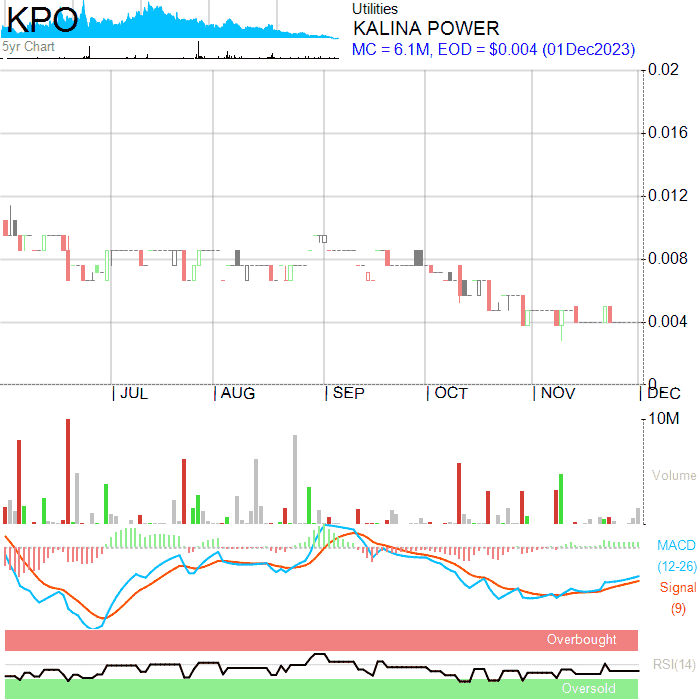 KPO
5yr Chart
Utilities
KALINA POWER
MC = 6.1M, EOD = $0.004 (01Dec2023)
0.02
0.016
0.012
0.008
0.004
0
JUL AUG SEP OCT NOV DEC
10M
Volume
MACD
(12-26)
Signal
(9)
Overbought
RSI(14)
Oversold